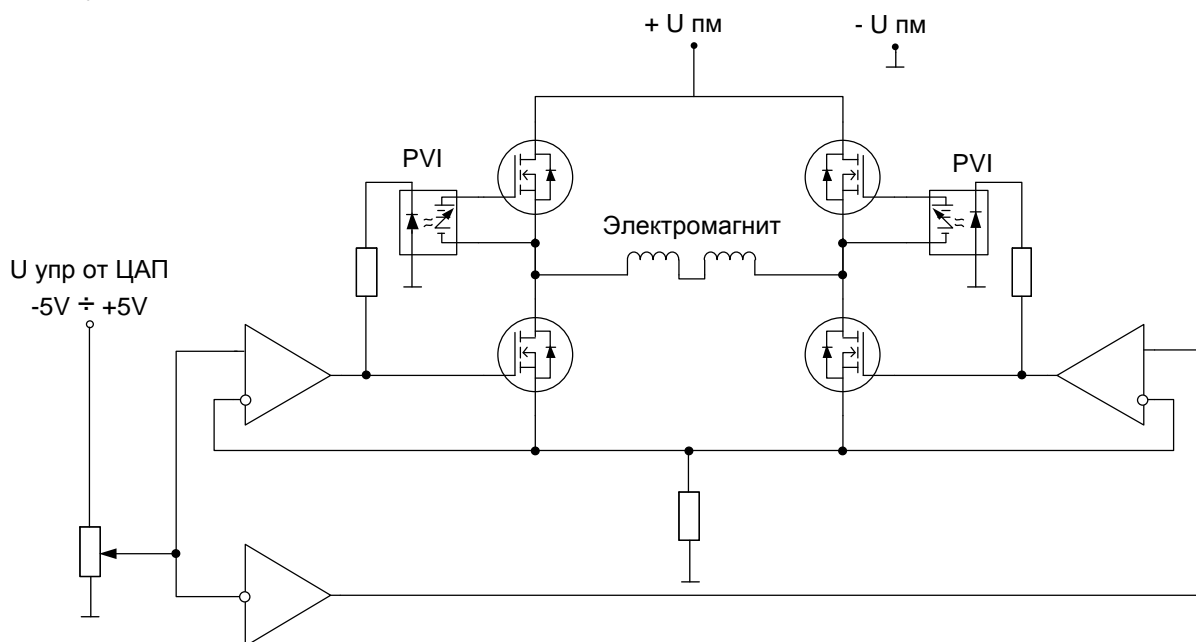 + U пм
- U пм
PVI
PVI
Электромагнит
U упр от ЦАП
-5V ÷ +5V